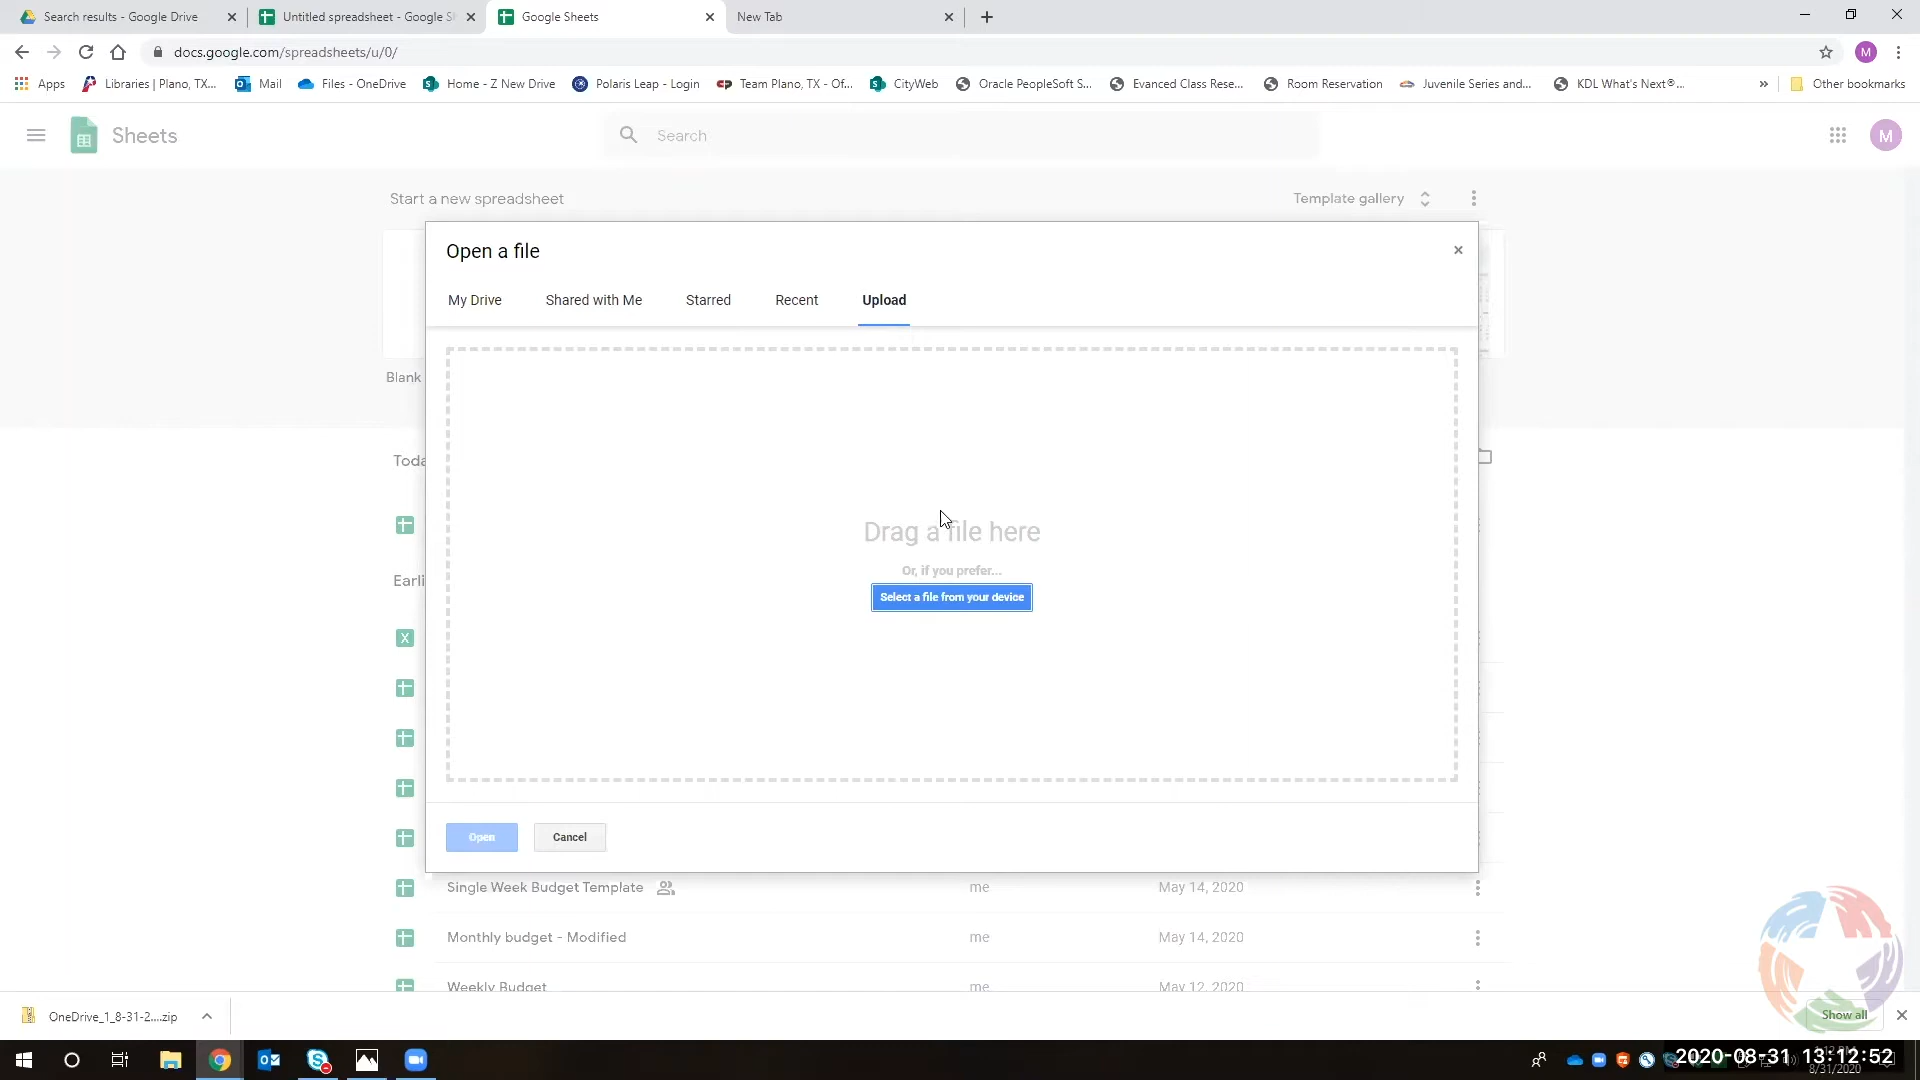 Search results - Google Drive
Untitled spreadsheet - Google S
Google Sheets
New Tab
docs.google.com/spreadsheets/u/0/
M
Apps
Libraries | Plano, TX...
Mail
Files - OneDrive
Home - Z New Drive
Polaris Leap - Login
Team Plano, TX - Of...
CityWeb
Oracle PeopleSoft S...
Evanced Class Rese...
Room Reservation
Juvenile Series and...
KDL What's Next®...
»
Other bookmarks
Sheets
Search
M
Start a new spreadsheet
Template gallery
Open a file
My Drive
Shared with Me
Starred
Recent
Upload
Blank
Toda
Drag a file here
Or, if you prefer...
Select a file from your device
Earli
X
Open
Cancel
Single Week Budget Template
me
May 14, 2020
Monthly budget - Modified
me
May 14, 2020
Weekly Budget
me
May 12, 2020
OneDrive_1_8-31-2....zip
Show all
2020-08-31 13:12:52
8/31/2020